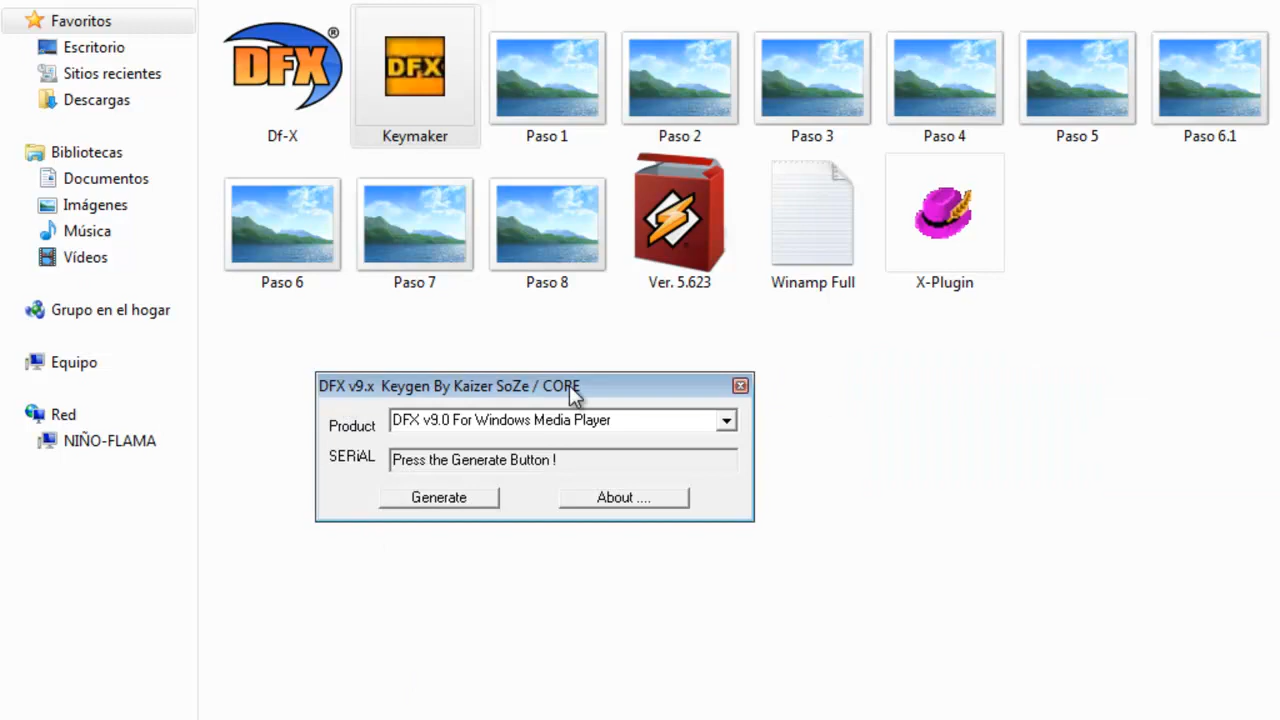 Favoritos
Escritorio
Sitios recientes
Descargas
Bibliotecas
Documentos
Imágenes
Música
Vídeos
Grupo en el hogar
Equipo
Red
NIÑO-FLAMA
DFX®
DFX
Df-X
Keymaker
Paso 1
Paso 2
Paso 3
Paso 4
Paso 5
Paso 6.1
Paso 6
Paso 7
Paso 8
Ver. 5.623
Winamp Full
X-Plugin
DFX v9.x Keygen By Kaizer SoZe / CORE
Product
DFX v9.0 For Windows Media Player
SERiAL
Press the Generate Button !
Generate
About ....